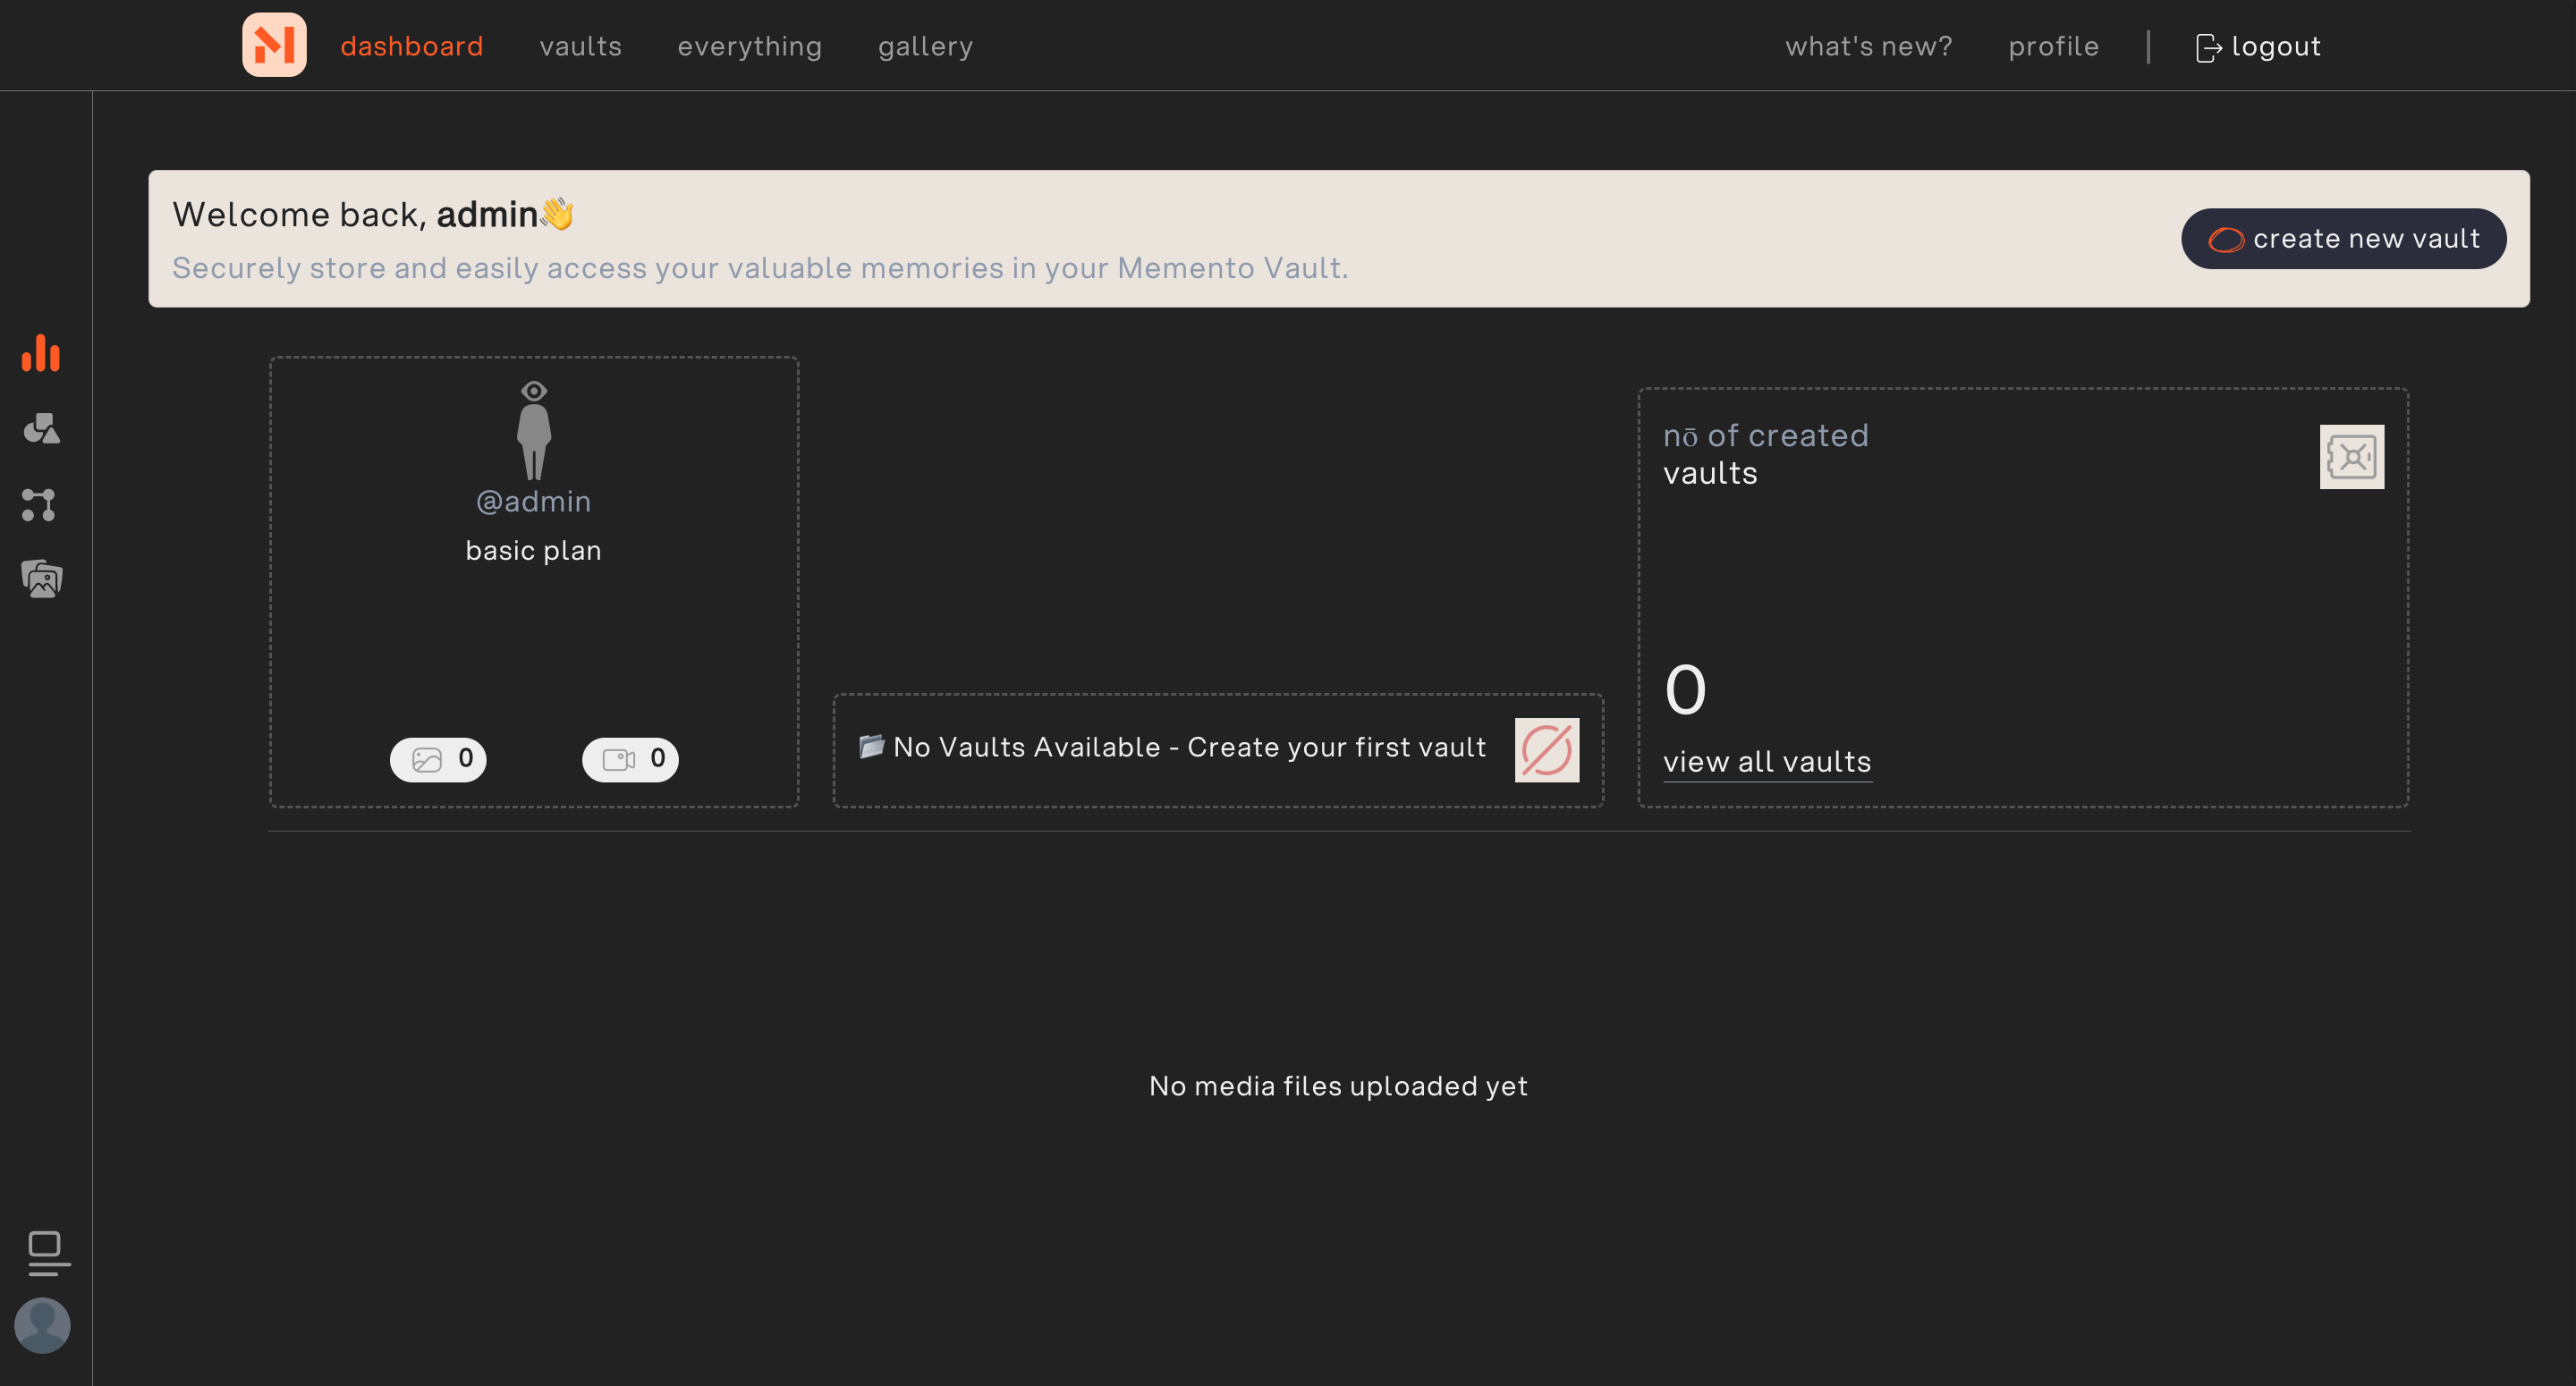 dashboard vaults everything gallery what's new? profile | logout
Welcome back, admin👋
Securely store and easily access your valuable memories in your Memento Vault.
create new vault
@admin
basic plan
0 0
📂 No Vaults Available - Create your first vault
nō of created
vaults
0
view all vaults
No media files uploaded yet